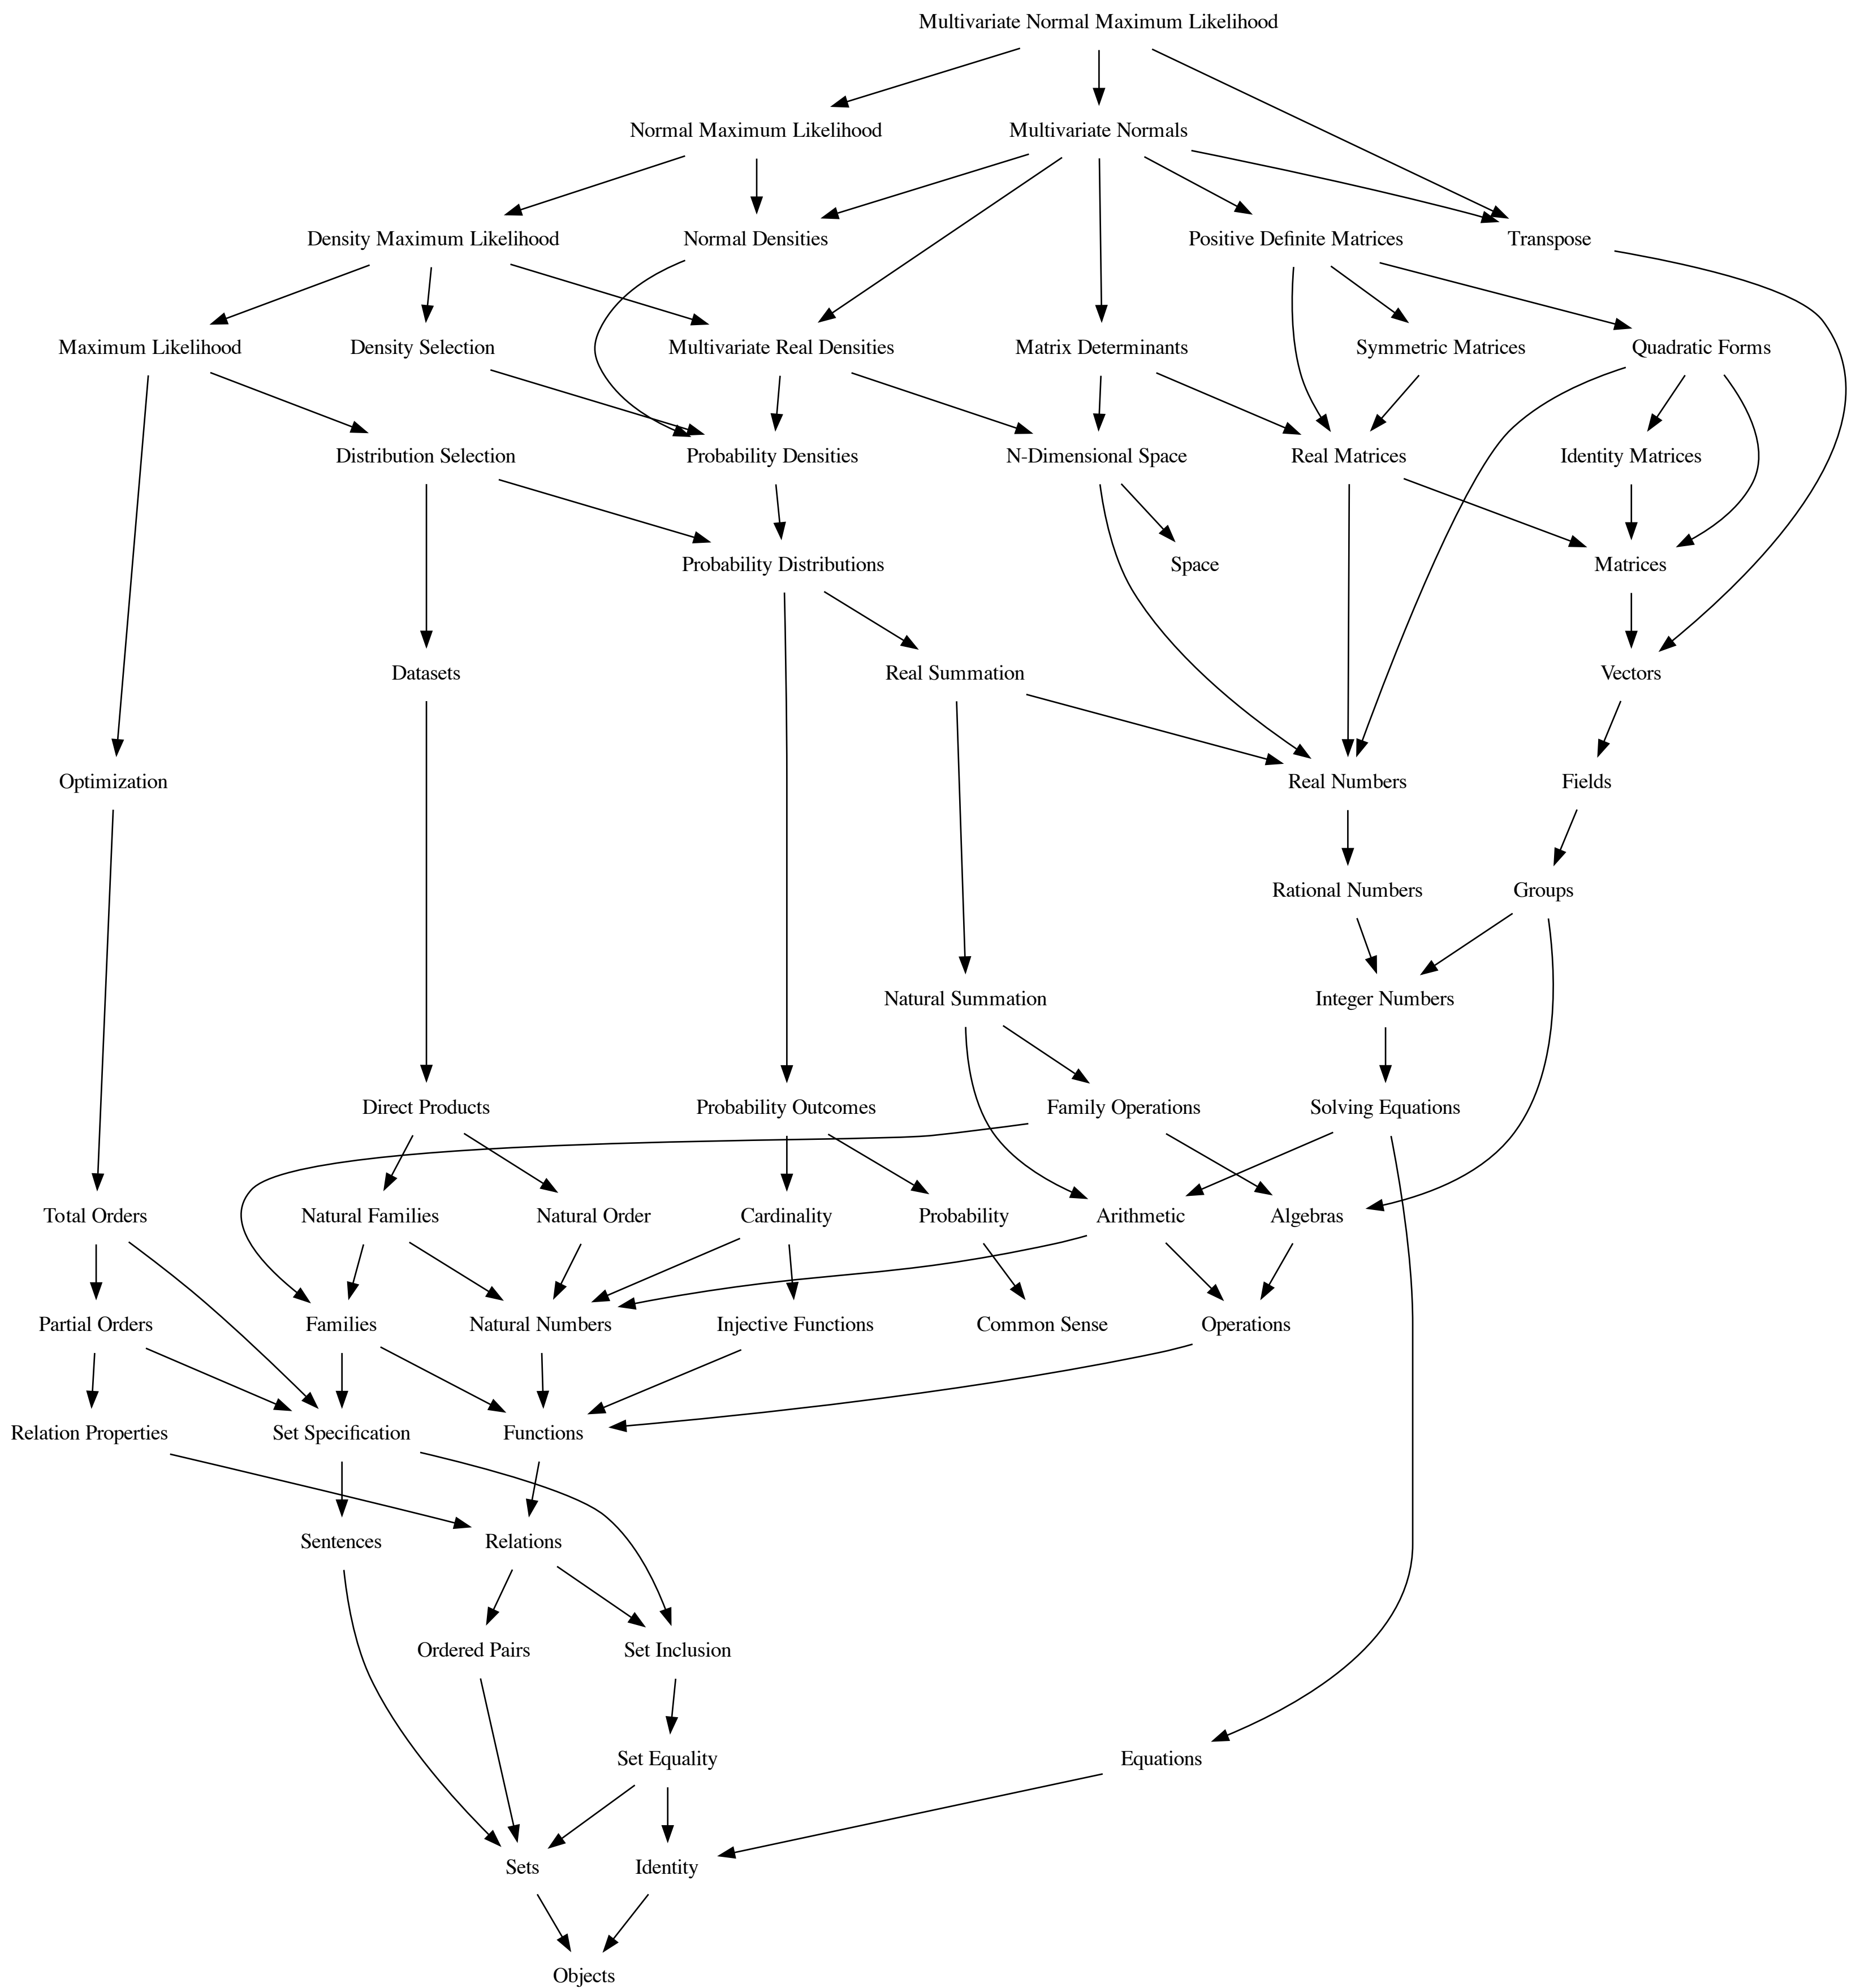 Multivariate Normal Maximum Likelihood
Normal Maximum Likelihood
Multivariate Normals
Density Maximum Likelihood
Normal Densities
Positive Definite Matrices
Transpose
Maximum Likelihood
Density Selection
Multivariate Real Densities
Matrix Determinants
Symmetric Matrices
Quadratic Forms
Distribution Selection
Probability Densities
N-Dimensional Space
Real Matrices
Identity Matrices
Probability Distributions
Space
Matrices
Datasets
Real Summation
Vectors
Optimization
Real Numbers
Fields
Rational Numbers
Groups
Natural Summation
Integer Numbers
Direct Products
Probability Outcomes
Family Operations
Solving Equations
Total Orders
Natural Families
Natural Order
Cardinality
Probability
Arithmetic
Algebras
Partial Orders
Families
Natural Numbers
Injective Functions
Common Sense
Operations
Relation Properties
Set Specification
Functions
Sentences
Relations
Ordered Pairs
Set Inclusion
Set Equality
Equations
Sets
Identity
Objects